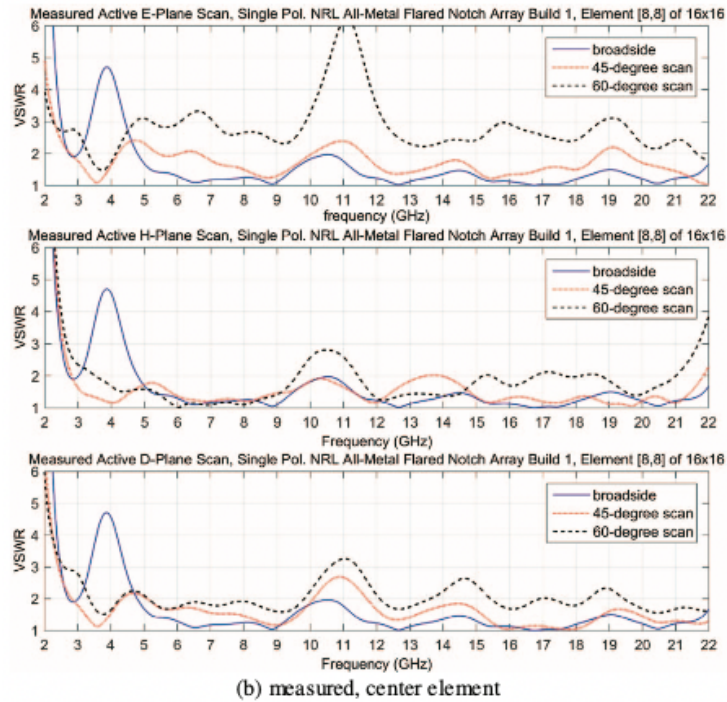 Measured Active E-Plane Scan, Single Pol. NRL All-Metal Flared Notch Array Build 1, Element [8,8] of 16x16
6
5
4
3
2
1
VSWR
broadside
45-degree scan
60-degree scan
2 3 4 5 6 7 8 9 10 11 12 13 14 15 16 17 18 19 20 21 22
frequency (GHz)
Measured Active H-Plane Scan, Single Pol. NRL All-Metal Flared Notch Array Build 1, Element [8,8] of 16x16
6
5
4
3
2
1
VSWR
broadside
45-degree scan
60-degree scan
2 3 4 5 6 7 8 9 10 11 12 13 14 15 16 17 18 19 20 21 22
Frequency (GHz)
Measured Active D-Plane Scan, Single Pol. NRL All-Metal Flared Notch Array Build 1, Element [8,8] of 16x16
6
5
4
3
2
1
VSWR
broadside
45-degree scan
60-degree scan
2 3 4 5 6 7 8 9 10 11 12 13 14 15 16 17 18 19 20 21 22
Frequency (GHz)
(b) measured, center element